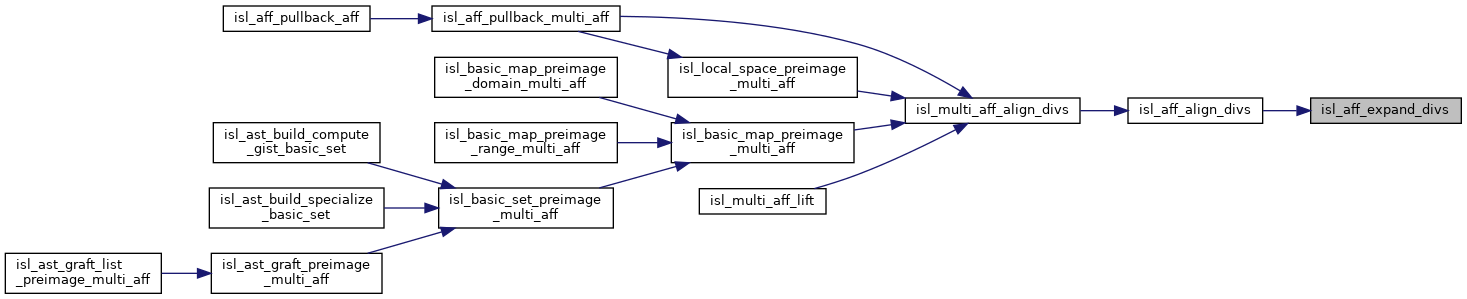 isl_aff_pullback_aff
isl_aff_pullback_multi_aff
isl_basic_map_preimage
_domain_multi_aff
isl_local_space_preimage
_multi_aff
isl_multi_aff_align_divs
isl_aff_align_divs
isl_aff_expand_divs
isl_ast_build_compute
_gist_basic_set
isl_basic_map_preimage
_range_multi_aff
isl_basic_map_preimage
_multi_aff
isl_ast_build_specialize
_basic_set
isl_basic_set_preimage
_multi_aff
isl_multi_aff_lift
isl_ast_graft_list
_preimage_multi_aff
isl_ast_graft_preimage
_multi_aff